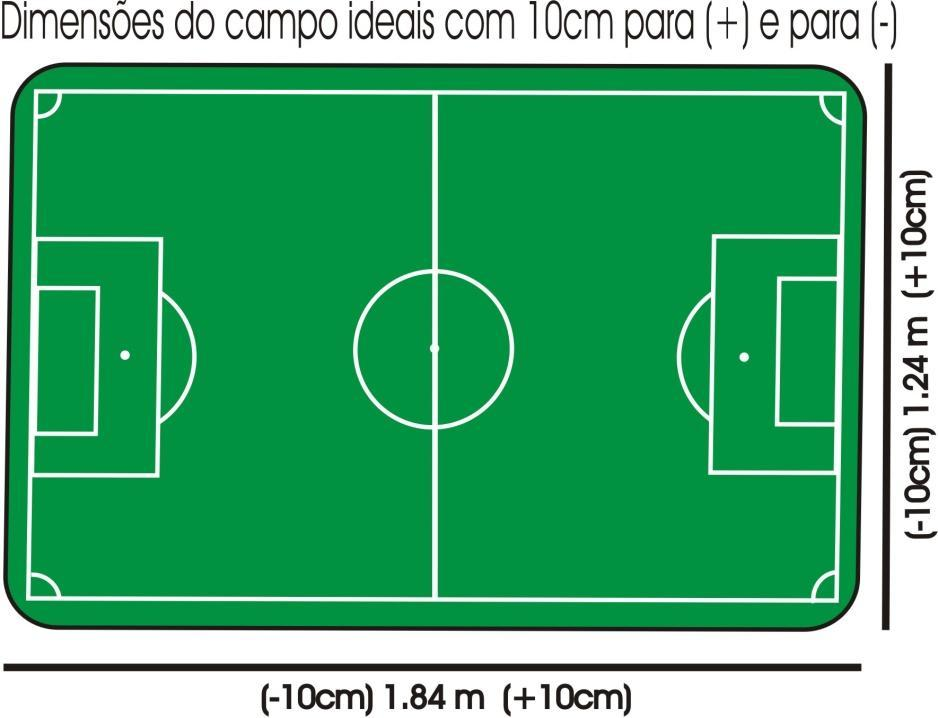 Dimensões do campo ideais com 10cm para (+) e para (-)
(-10cm) 1.24 m (+10cm)
(-10cm) 1.84 m (+10cm)